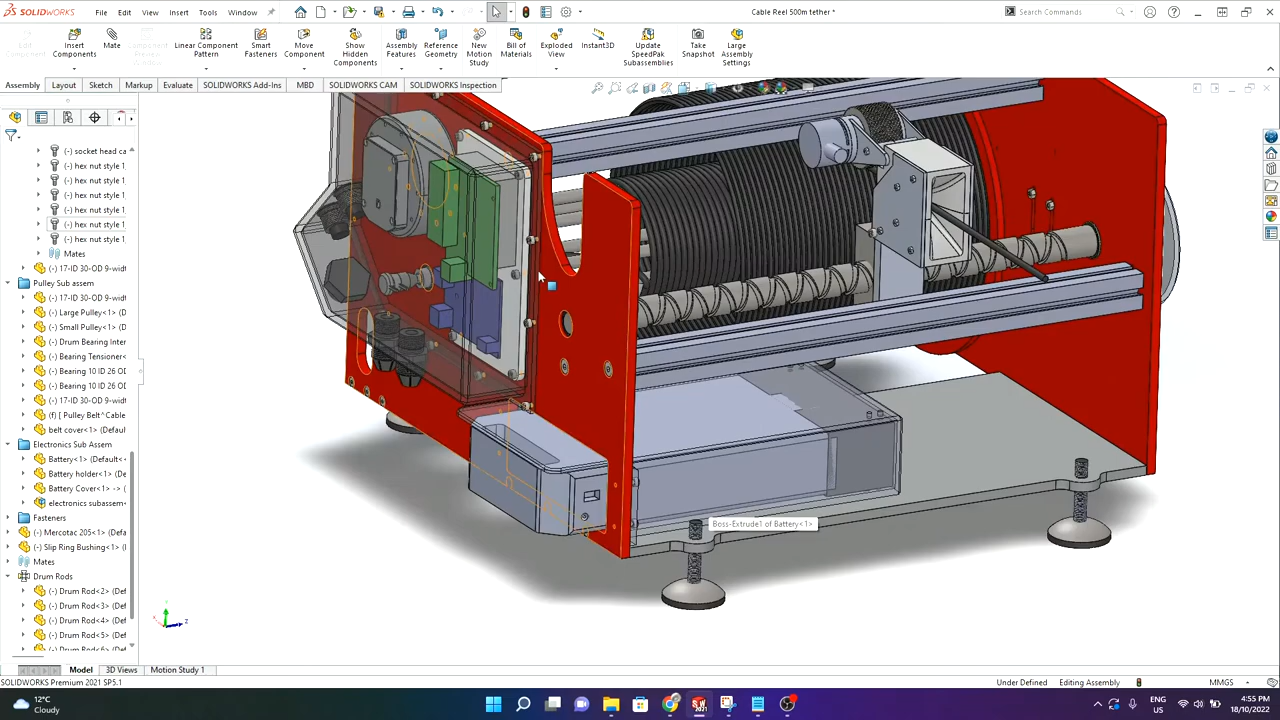 SOLIDWORKS File Edit View Insert Tools Window Cable Reel 500m tether * Search Commands
Edit Component
Insert Components
Mate
Component Preview Window
Linear Component Pattern
Smart Fasteners
Move Component
Show Hidden Components
Assembly Features
Reference Geometry
New Motion Study
Bill of Materials
Exploded View
Instant3D
Update SpeedPak Subassemblies
Take Snapshot
Large Assembly Settings
Assembly Layout Sketch Markup Evaluate SOLIDWORKS Add-Ins MBD SOLIDWORKS CAM SOLIDWORKS Inspection
(-) socket head ca
(-) hex nut style 1
(-) hex nut style 1
(-) hex nut style 1
(-) hex nut style 1
(-) hex nut style 1
(-) hex nut style 1
Mates
(-) 17-ID 30-OD 9-widt
Pulley Sub assem
(-) 17-ID 30-OD 9-widt
(-) Large Pulley<1> (D
(-) Small Pulley<1> (D
(-) Drum Bearing Inter
(-) Bearing Tensioner<
(-) Bearing 10 ID 26 OD
(-) Bearing 10 ID 26 OD
(-) 17-ID 30-OD 9-widt
(f) [ Pulley Belt^Cable
belt cover<1> (Defau
Electronics Sub Assem
Battery<1> (Default<
Battery holder<1> (De
Battery Cover<1> -> (
electronics subassem
Fasteners
(-) Mercotac 205<1> (D
(-) Slip Ring Bushing<1> (
Mates
Drum Rods
(-) Drum Rod<2> (Def
(-) Drum Rod<3> (Def
(-) Drum Rod<4> (Def
(-) Drum Rod<5> (Def
Boss-Extrude1 of Battery<1>
Model 3D Views Motion Study 1
SOLIDWORKS Premium 2021 SP5.1 Under Defined Editing Assembly MMGS
12°C
Cloudy
ENG
US
4:55 PM
18/10/2022